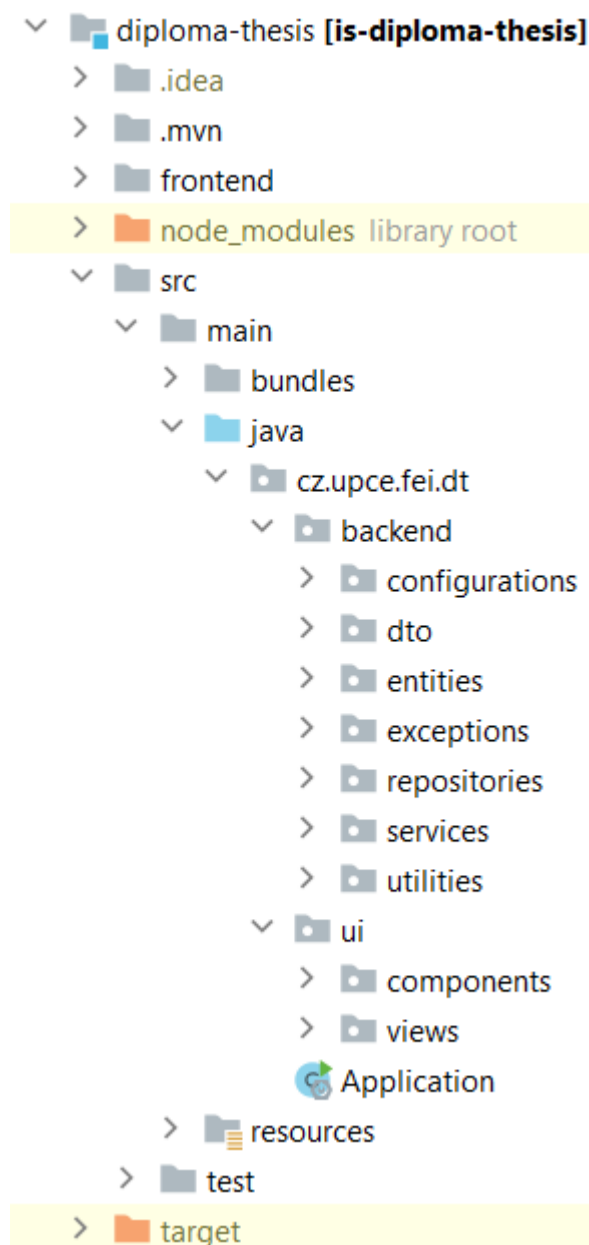 diploma-thesis [is-diploma-thesis]
.idea
.mvn
frontend
node_modules library root
src
main
bundles
java
cz.upce.fei.dt
backend
configurations
dto
entities
exceptions
repositories
services
utilities
ui
components
views
Application
resources
test
target